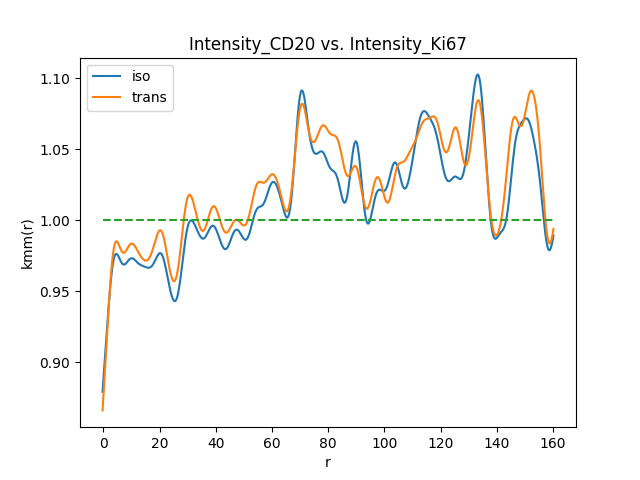 Intensity_CD20 vs. Intensity_Ki67
iso
trans
kmm(r)
1.10
1.05
1.00
0.95
0.90
0 20 40 60 80 100 120 140 160
r